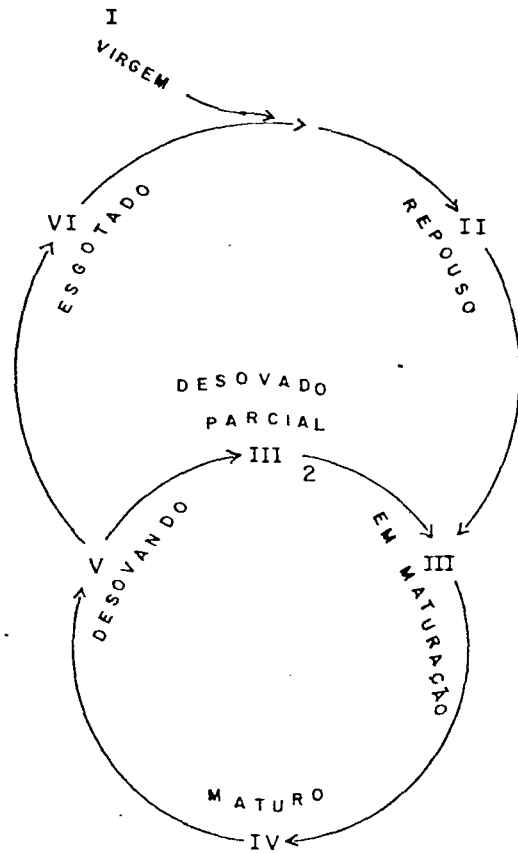 I
VIRGEM
VI
ESGOTADO
REPOUSO
II
DESOVADO
PARCIAL
III 2
V
DESOVANDO
EM MATURAÇÃO
III
MATURO
IV